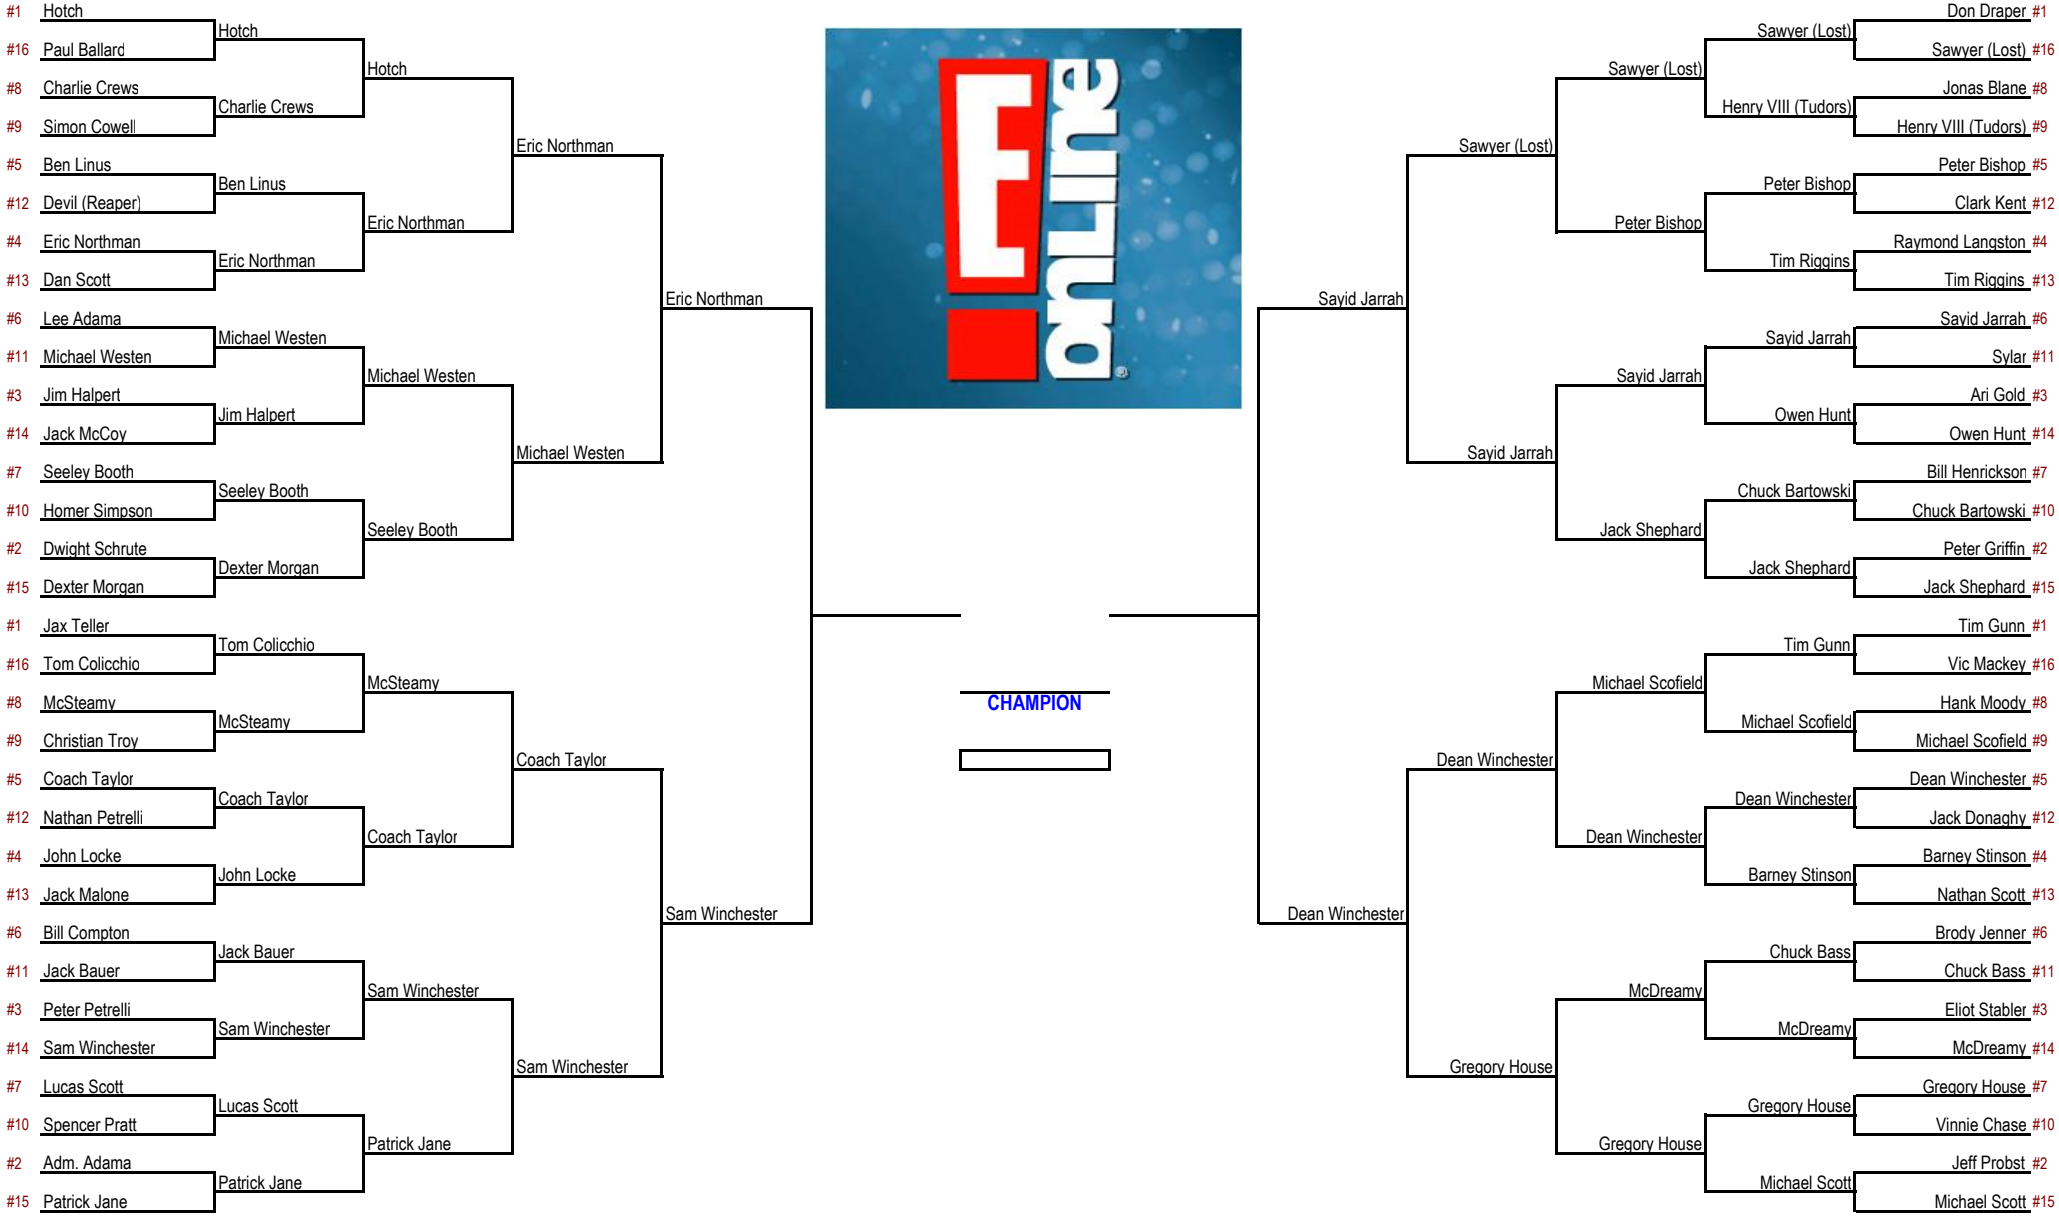 #1 Hotch
#16 Paul Ballard
#8 Charlie Crews
#9 Simon Cowell
#5 Ben Linus
#12 Devil (Reaper)
#4 Eric Northman
#13 Dan Scott
#6 Lee Adama
#11 Michael Westen
#3 Jim Halpert
#14 Jack McCoy
#7 Seeley Booth
#10 Homer Simpson
#2 Dwight Schrute
#15 Dexter Morgan
#1 Jax Teller
#16 Tom Colicchio
#8 McSteamy
#9 Christian Troy
#5 Coach Taylor
#12 Nathan Petrelli
#4 John Locke
#13 Jack Malone
#6 Bill Compton
#11 Jack Bauer
#3 Peter Petrelli
#14 Sam Winchester
#7 Lucas Scott
#10 Spencer Pratt
#2 Adm. Adama
#15 Patrick Jane
Hotch
Charlie Crews
Ben Linus
Eric Northman
Michael Westen
Jim Halpert
Seeley Booth
Dexter Morgan
Tom Colicchio
McSteamy
Coach Taylor
John Locke
Jack Bauer
Sam Winchester
Lucas Scott
Patrick Jane
Hotch
Eric Northman
Michael Westen
Seeley Booth
McSteamy
Coach Taylor
Sam Winchester
Patrick Jane
Eric Northman
Michael Westen
Coach Taylor
Sam Winchester
Eric Northman
Sam Winchester
E!
onLine
®
CHAMPION
Sayid Jarrah
Dean Winchester
Sawyer (Lost)
Sayid Jarrah
Dean Winchester
Gregory House
Sawyer (Lost)
Peter Bishop
Sayid Jarrah
Jack Shephard
Michael Scofield
Dean Winchester
McDreamy
Gregory House
Sawyer (Lost)
Henry VIII (Tudors)
Peter Bishop
Tim Riggins
Sayid Jarrah
Owen Hunt
Chuck Bartowski
Jack Shephard
Tim Gunn
Michael Scofield
Dean Winchester
Barney Stinson
Chuck Bass
McDreamy
Gregory House
Michael Scott
Don Draper #1
Sawyer (Lost) #16
Jonas Blane #8
Henry VIII (Tudors) #9
Peter Bishop #5
Clark Kent #12
Raymond Langston #4
Tim Riggins #13
Sayid Jarrah #6
Sylar #11
Ari Gold #3
Owen Hunt #14
Bill Henrickson #7
Chuck Bartowski #10
Peter Griffin #2
Jack Shephard #15
Tim Gunn #1
Vic Mackey #16
Hank Moody #8
Michael Scofield #9
Dean Winchester #5
Jack Donaghy #12
Barney Stinson #4
Nathan Scott #13
Brody Jenner #6
Chuck Bass #11
Eliot Stabler #3
McDreamy #14
Gregory House #7
Vinnie Chase #10
Jeff Probst #2
Michael Scott #15